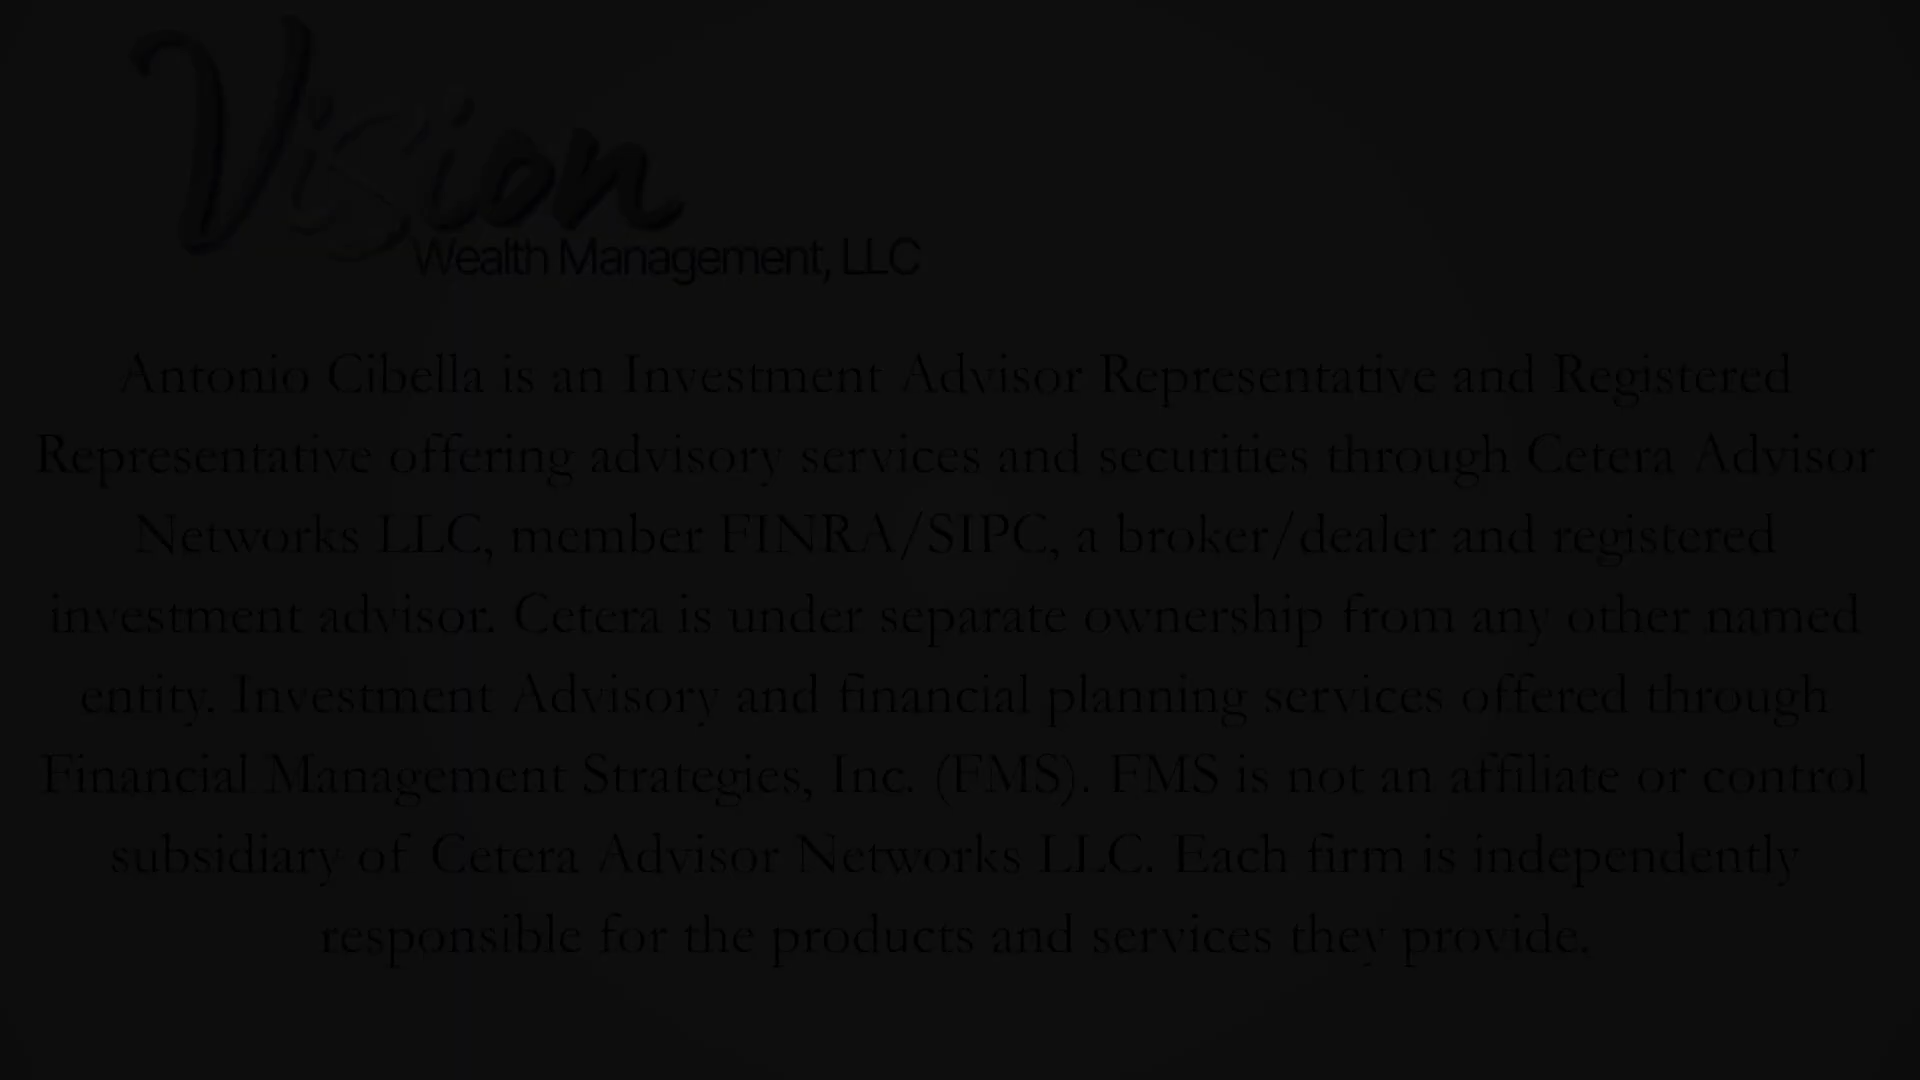 Vision
Wealth Management, LLC
Antonio Cibella is an Investment Advisor Representative and Registered
Representative offering advisory services and securities through Cetera Advisor
Networks LLC, member FINRA/SIPC, a broker/dealer and registered
investment advisor. Cetera is under separate ownership from any other named
entity. Investment Advisory and financial planning services offered through
Financial Management Strategies, Inc. (FMS). FMS is not an affiliate or control
subsidiary of Cetera Advisor Networks LLC. Each firm is independently
responsible for the products and services they provide.